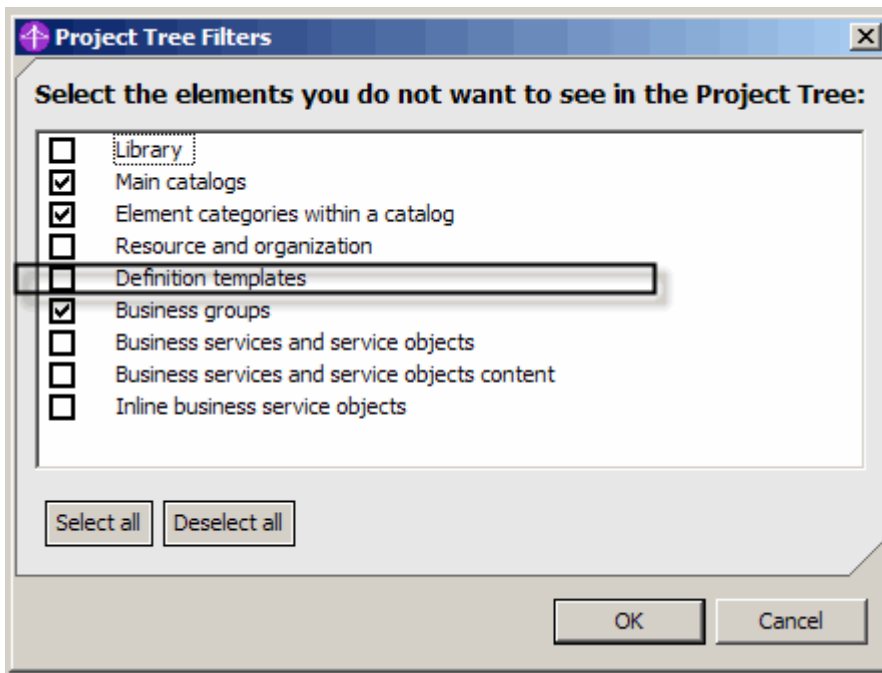 Project Tree Filters
Select the elements you do not want to see in the Project Tree:
Library
Main catalogs
Element categories within a catalog
Resource and organization
Definition templates
Business groups
Business services and service objects
Business services and service objects content
Inline business service objects
Select all Deselect all
OK Cancel